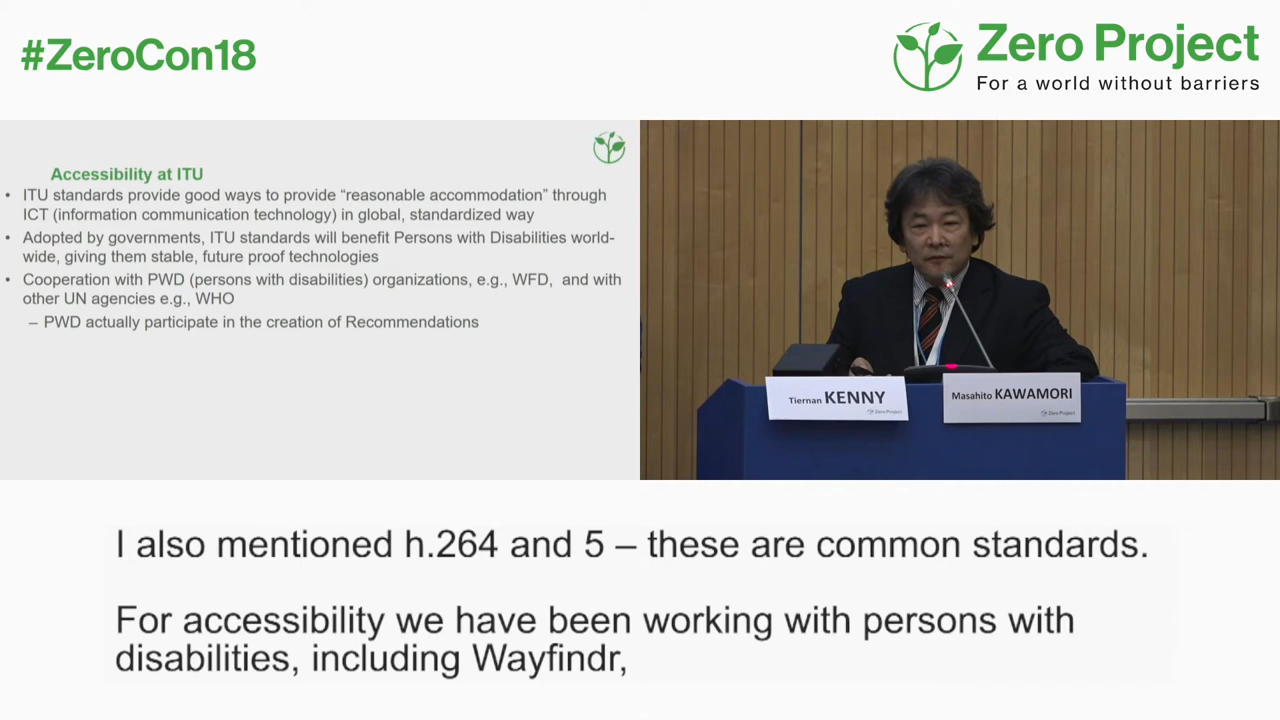 #ZeroCon18
Zero Project
For a world without barriers
Accessibility at ITU
• ITU standards provide good ways to provide “reasonable accommodation” through
ICT (information communication technology) in global, standardized way
• Adopted by governments, ITU standards will benefit Persons with Disabilities world-
wide, giving them stable, future proof technologies
• Cooperation with PWD (persons with disabilities) organizations, e.g., WFD, and with
other UN agencies e.g., WHO
– PWD actually participate in the creation of Recommendations
Tiernan KENNY
Zero Project
Masahito KAWAMORI
Zero Project
I also mentioned h.264 and 5 – these are common standards.
For accessibility we have been working with persons with
disabilities, including Wayfindr,